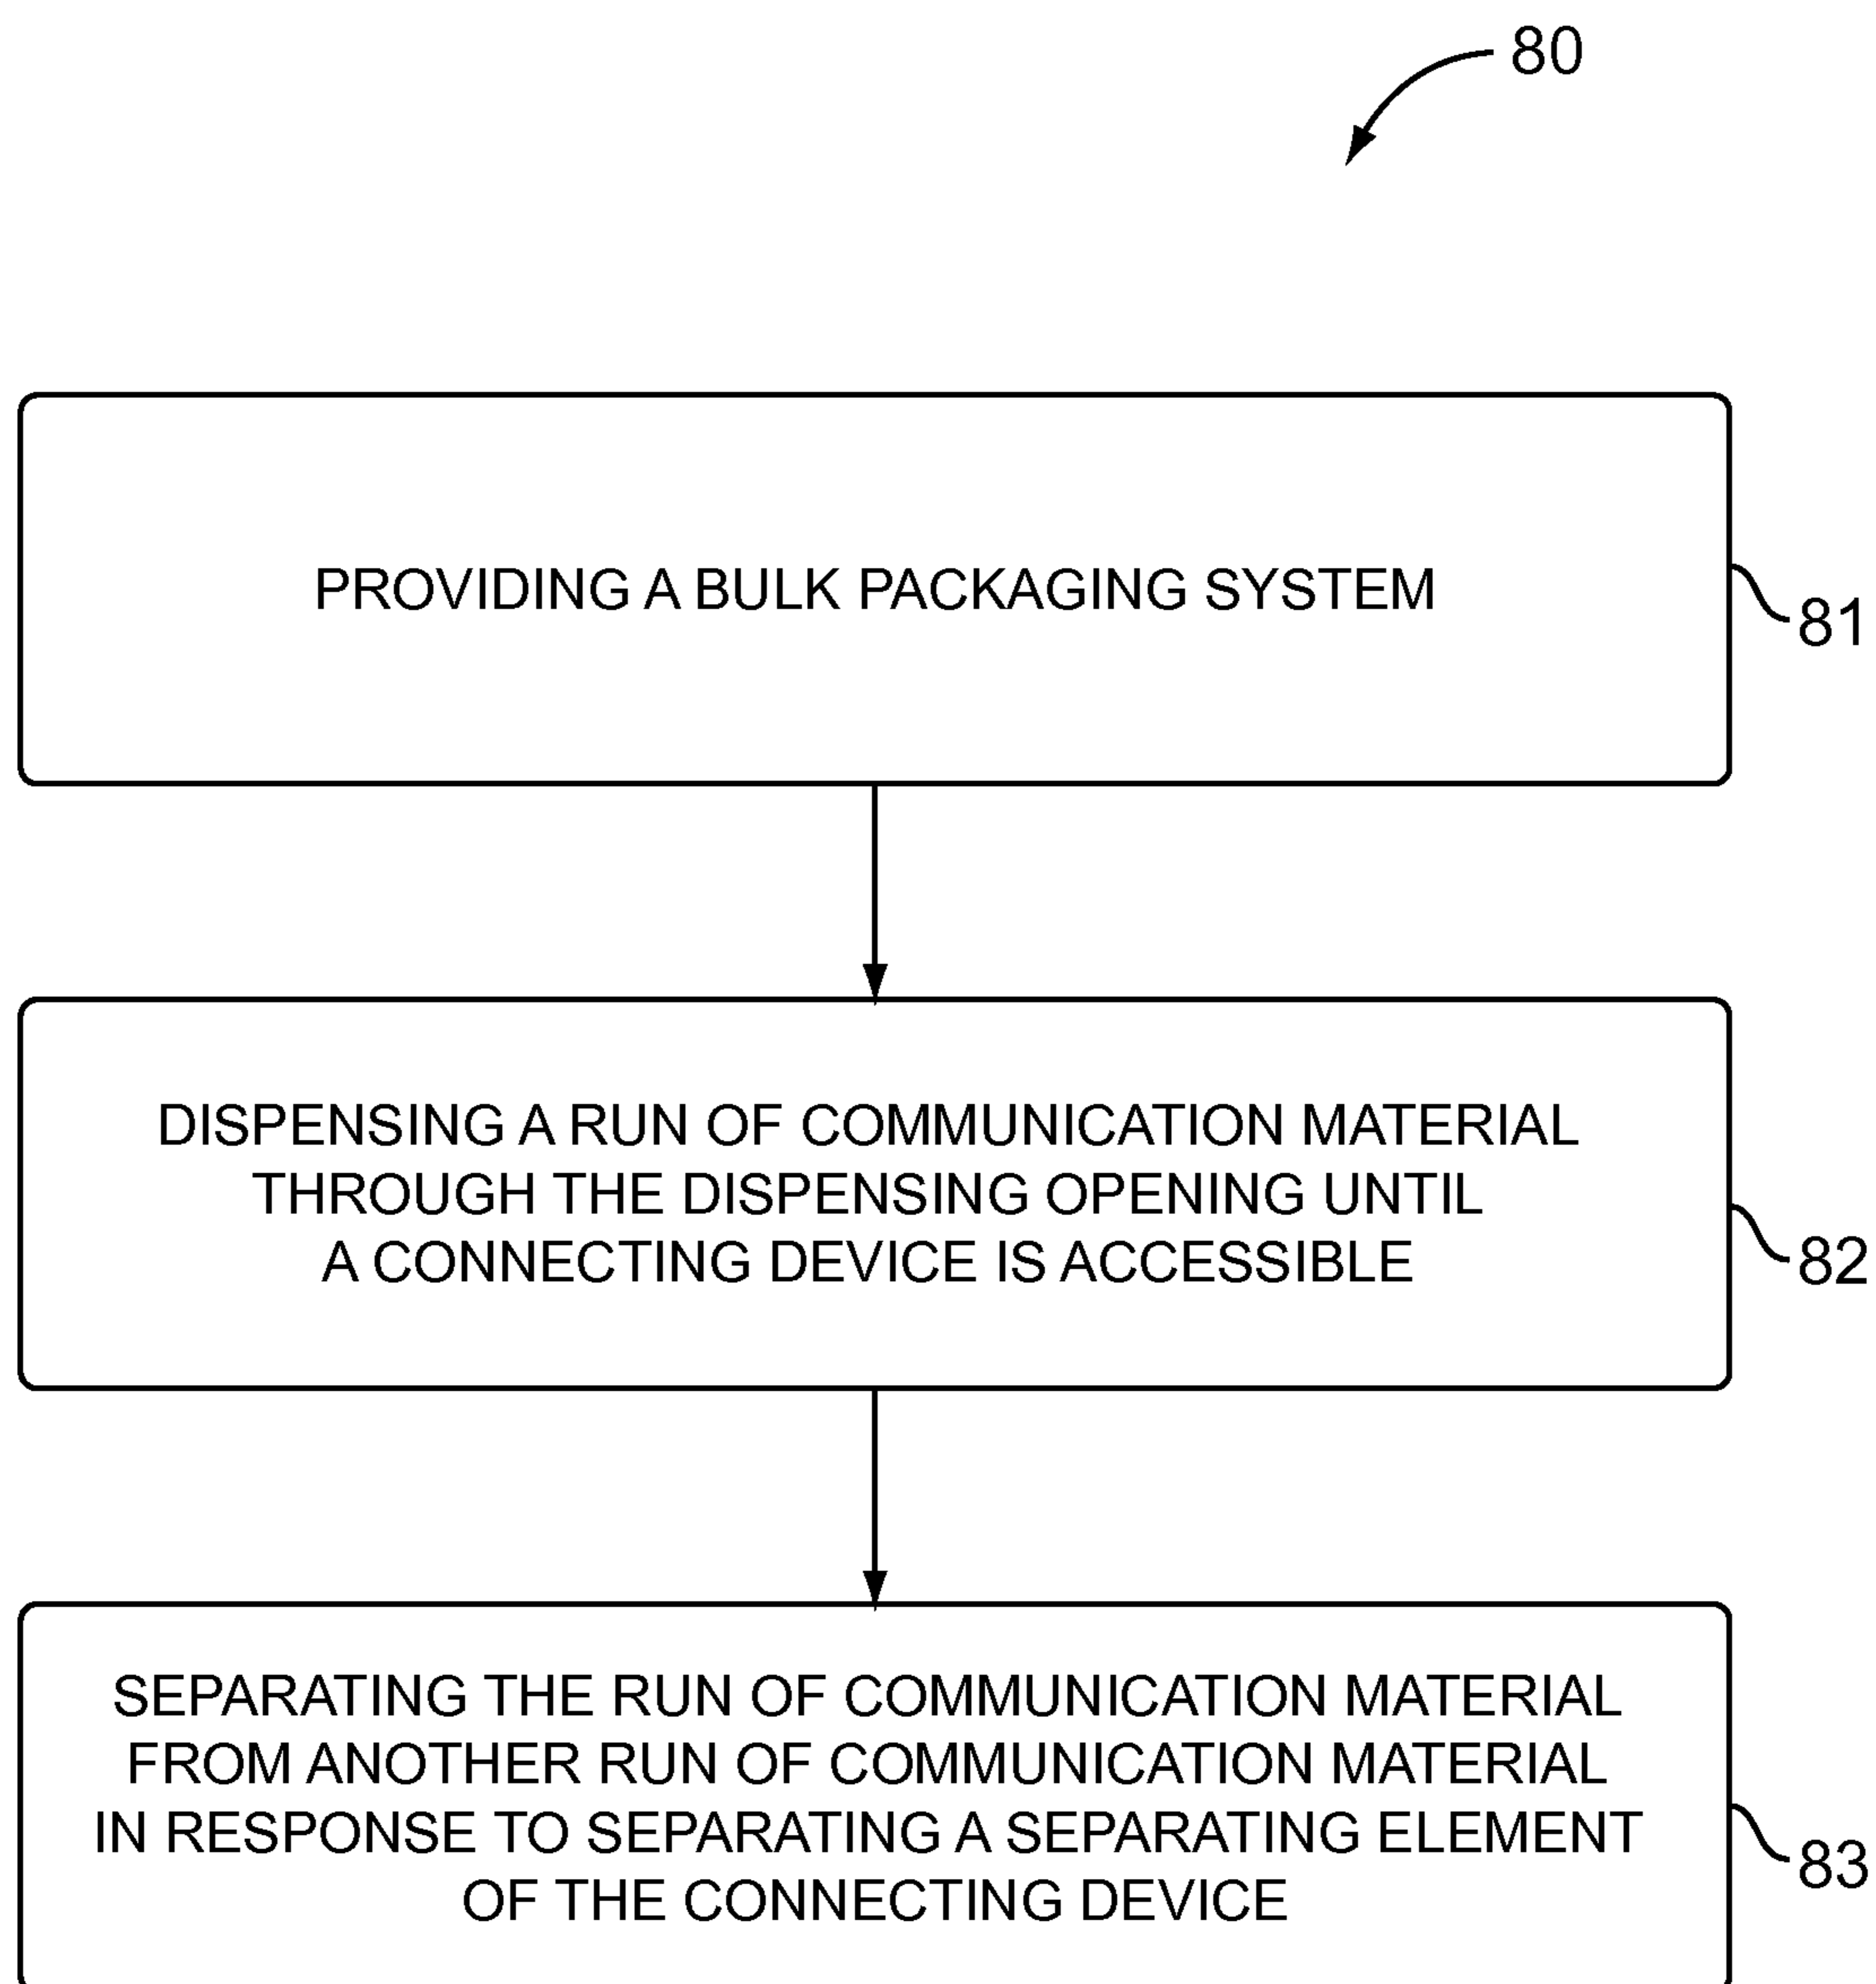 80
PROVIDING A BULK PACKAGING SYSTEM
81
DISPENSING A RUN OF COMMUNICATION MATERIAL
THROUGH THE DISPENSING OPENING UNTIL
A CONNECTING DEVICE IS ACCESSIBLE
82
SEPARATING THE RUN OF COMMUNICATION MATERIAL
FROM ANOTHER RUN OF COMMUNICATION MATERIAL
IN RESPONSE TO SEPARATING A SEPARATING ELEMENT
OF THE CONNECTING DEVICE
83